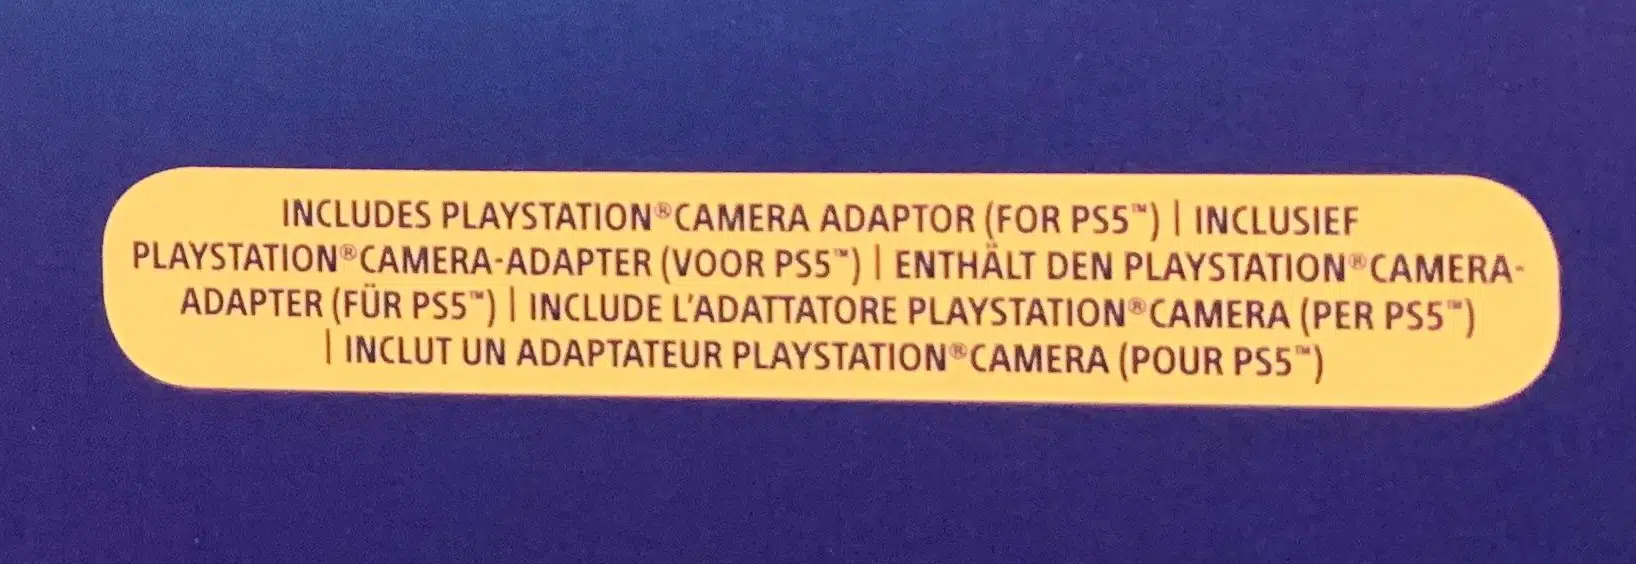 INCLUDES PLAYSTATION®CAMERA ADAPTOR (FOR PS5™) | INCLUSIEF
PLAYSTATION®CAMERA-ADAPTER (VOOR PS5™) | ENTHÄLT DEN PLAYSTATION®CAMERA-
ADAPTER (FÜR PS5™) | INCLUDE L'ADATTATORE PLAYSTATION®CAMERA (PER PS5™)
| INCLUT UN ADAPTATEUR PLAYSTATION®CAMERA (POUR PS5™)